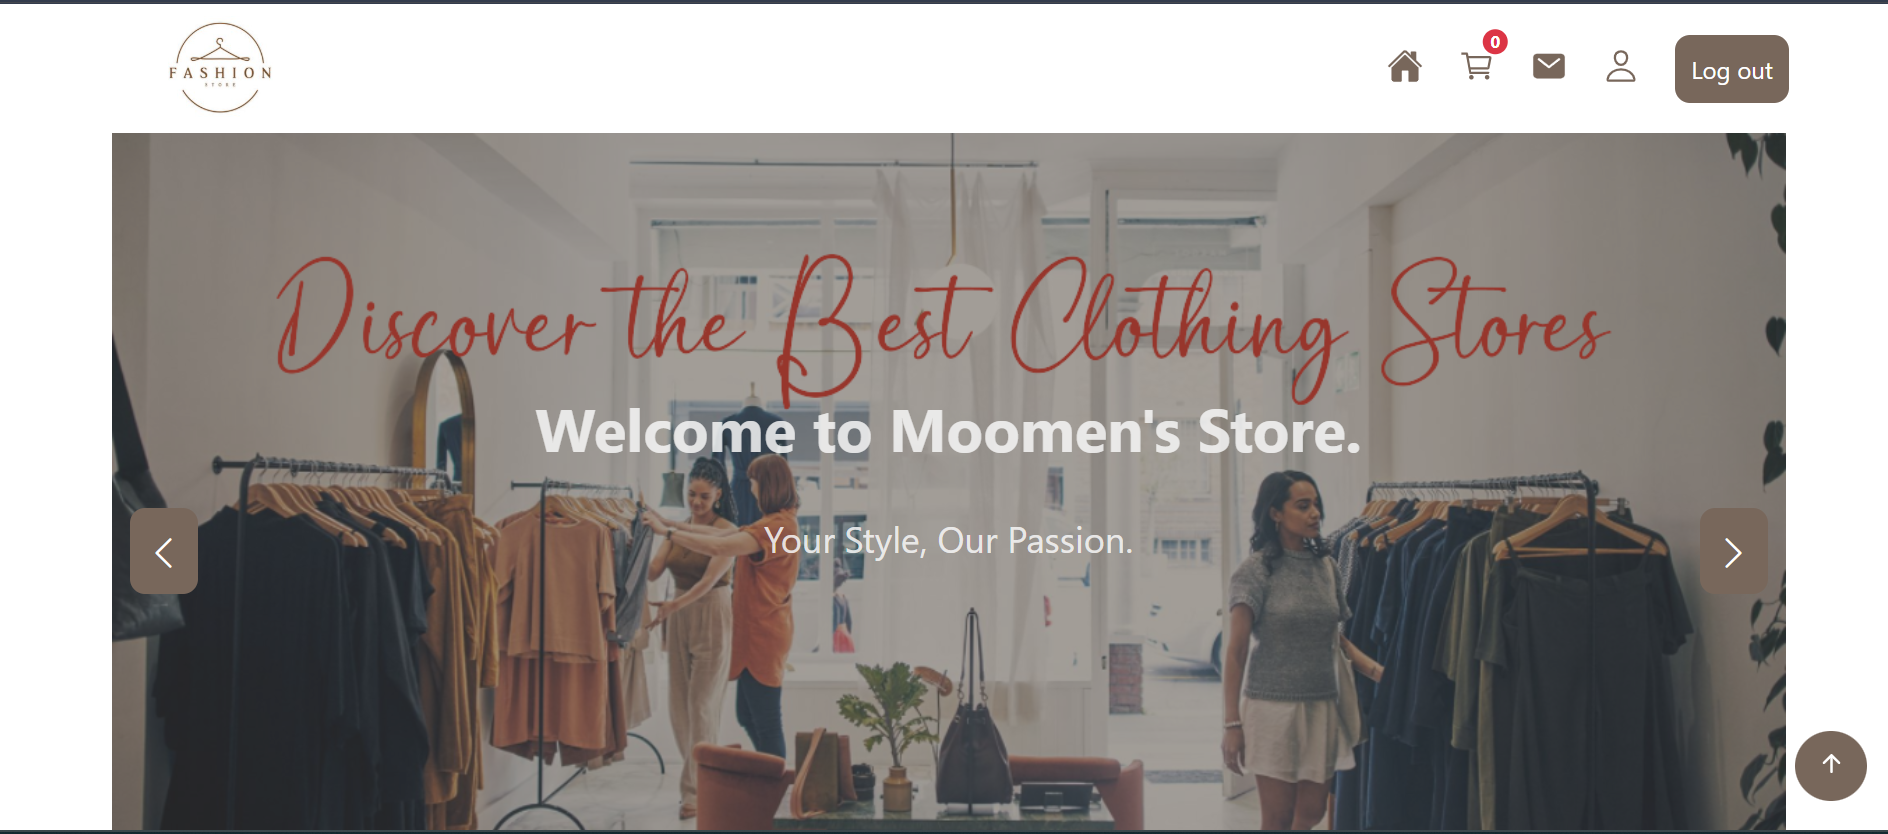 FASHION
STORE
0
Log out
Discover the Best Clothing Stores
Welcome to Moomen's Store.
Your Style, Our Passion.